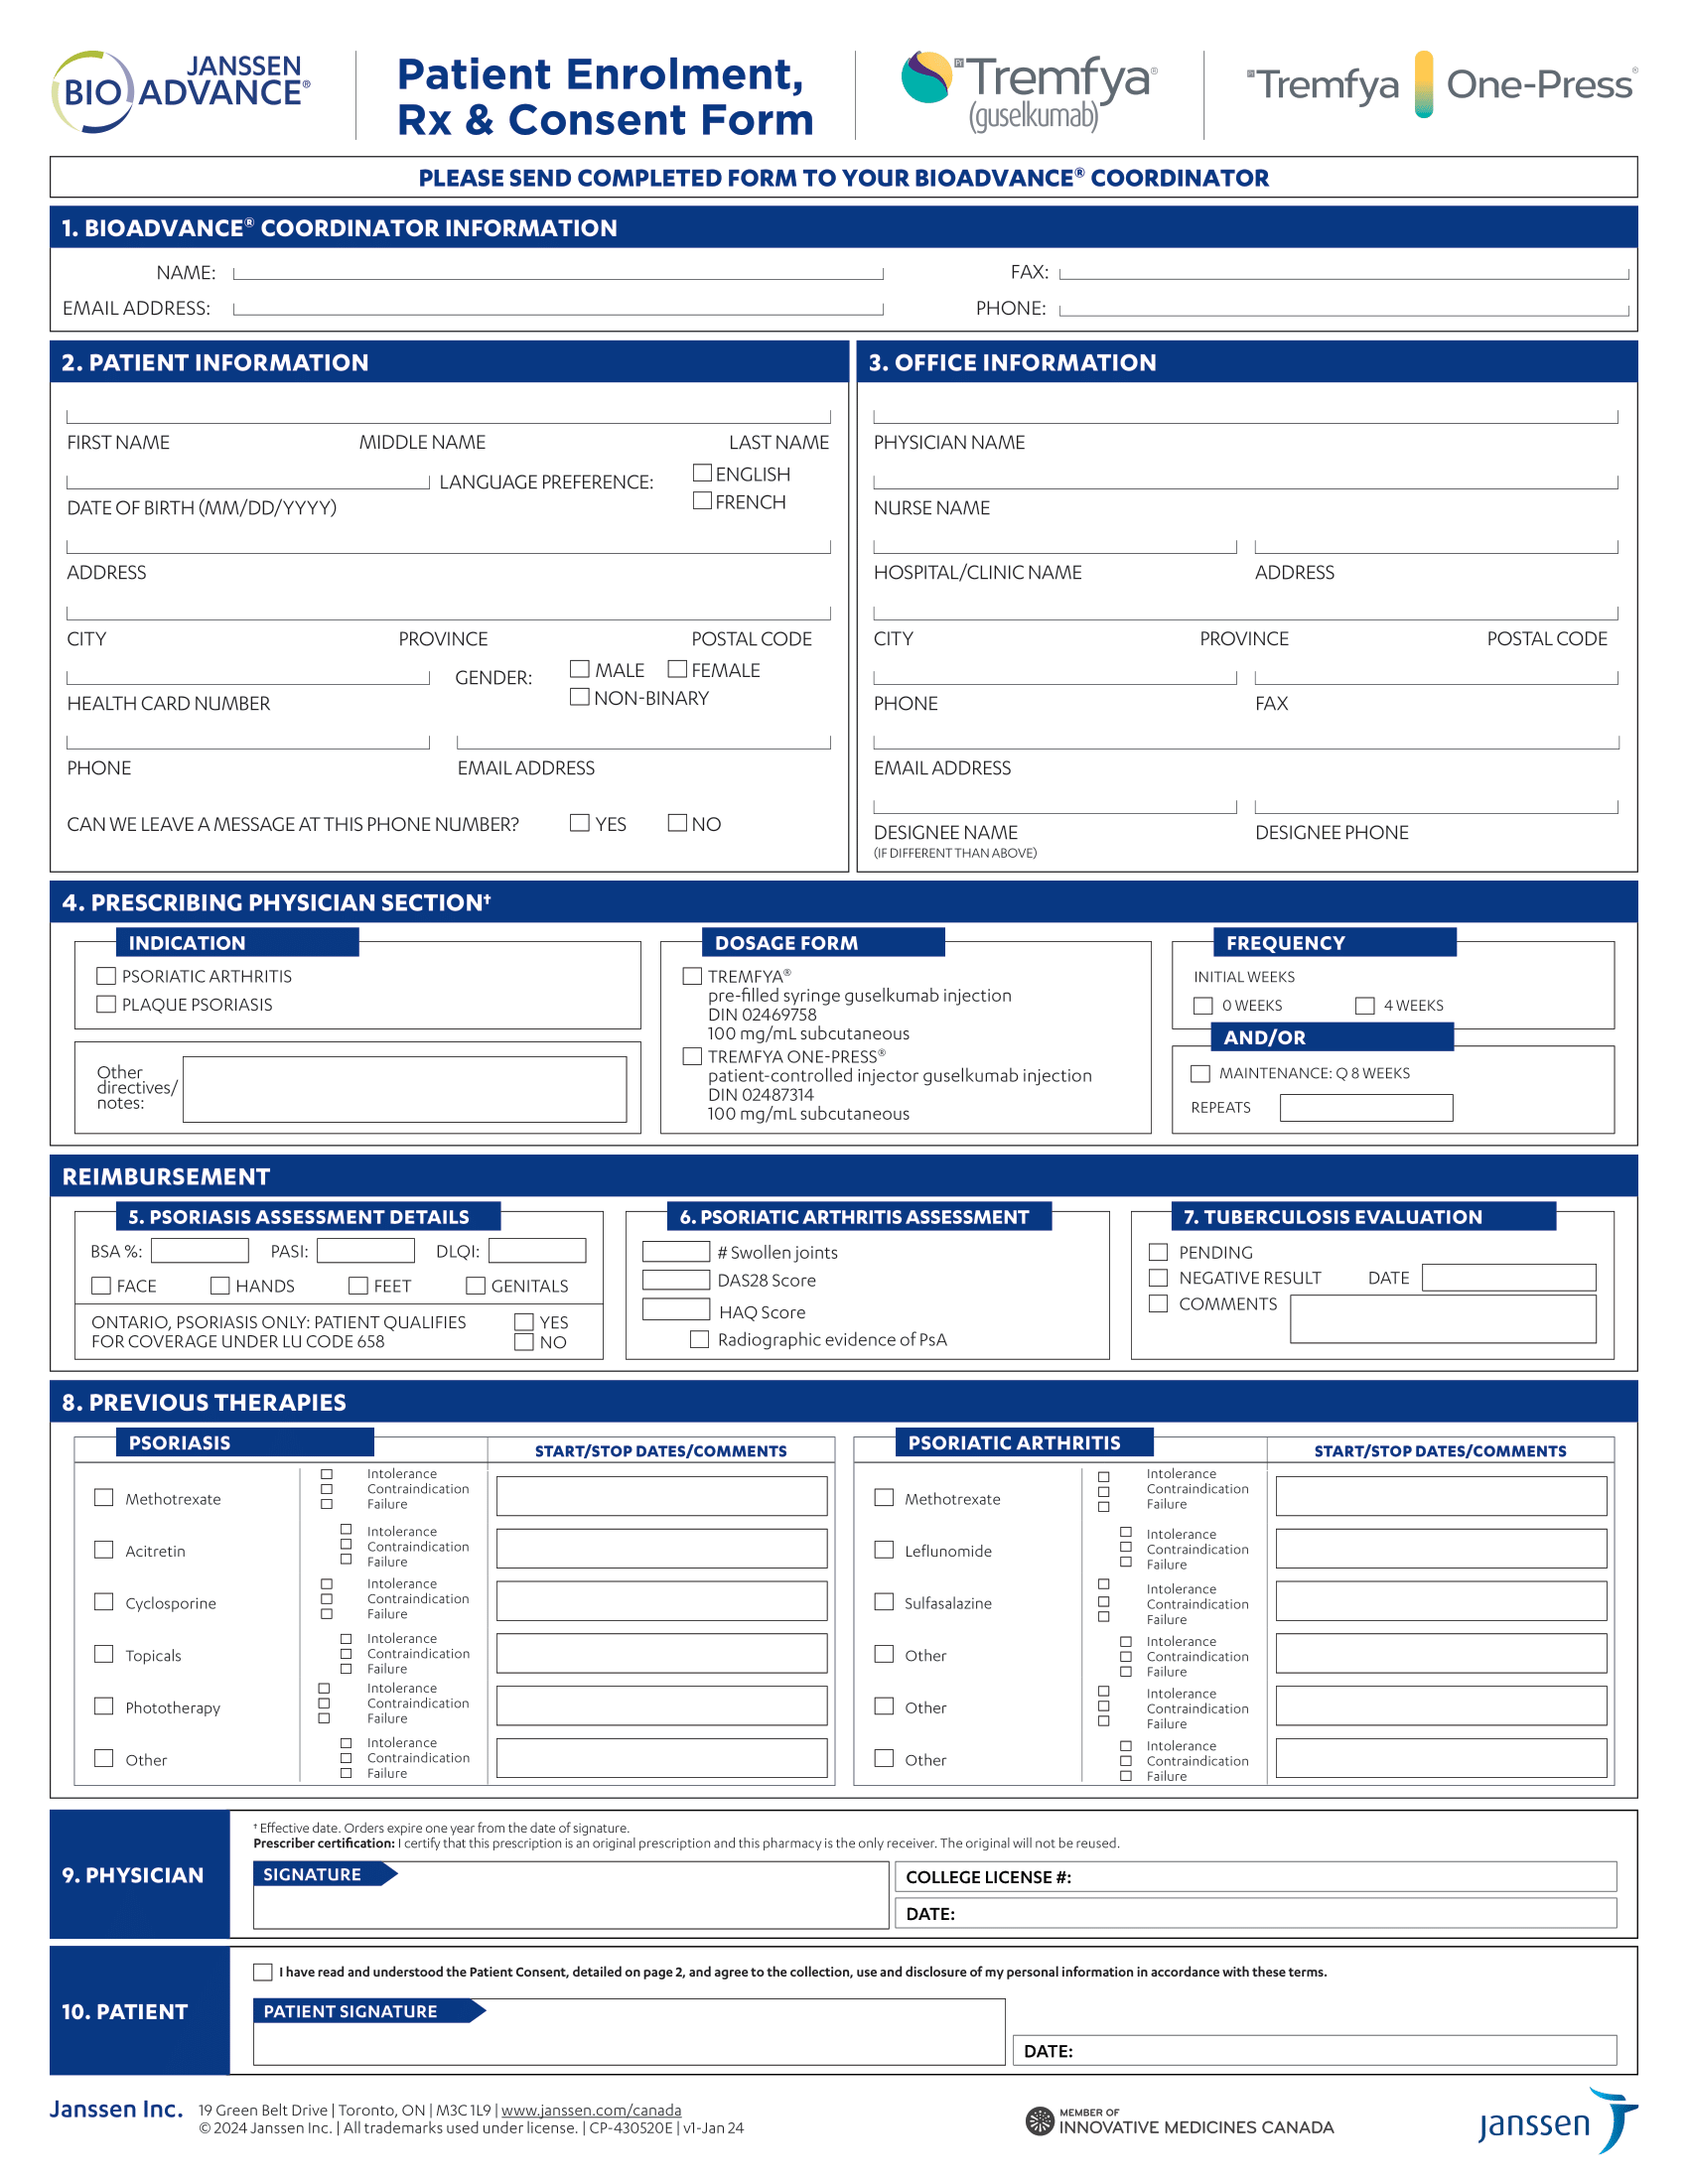 JANSSEN
BIO ADVANCE®
Patient Enrolment,
Rx & Consent Form
Pr Tremfya®
(guselkumab)
Pr Tremfya One-Press®
PLEASE SEND COMPLETED FORM TO YOUR BIOADVANCE® COORDINATOR
1. BIOADVANCE® COORDINATOR INFORMATION
NAME: FAX:
EMAIL ADDRESS: PHONE:
2. PATIENT INFORMATION
FIRST NAME MIDDLE NAME LAST NAME
LANGUAGE PREFERENCE: ENGLISH
FRENCH
DATE OF BIRTH (MM/DD/YYYY)
ADDRESS
CITY PROVINCE POSTAL CODE
GENDER: MALE FEMALE
NON-BINARY
HEALTH CARD NUMBER
PHONE EMAIL ADDRESS
CAN WE LEAVE A MESSAGE AT THIS PHONE NUMBER? YES NO
3. OFFICE INFORMATION
PHYSICIAN NAME
NURSE NAME
HOSPITAL/CLINIC NAME ADDRESS
CITY PROVINCE POSTAL CODE
PHONE FAX
EMAIL ADDRESS
DESIGNEE NAME DESIGNEE PHONE
(IF DIFFERENT THAN ABOVE)
4. PRESCRIBING PHYSICIAN SECTION†
INDICATION
PSORIATIC ARTHRITIS
PLAQUE PSORIASIS
Other
directives/
notes:
DOSAGE FORM
TREMFYA®
pre-filled syringe guselkumab injection
DIN 02469758
100 mg/mL subcutaneous
TREMFYA ONE-PRESS®
patient-controlled injector guselkumab injection
DIN 02487314
100 mg/mL subcutaneous
FREQUENCY
INITIAL WEEKS
0 WEEKS 4 WEEKS
AND/OR
MAINTENANCE: Q 8 WEEKS
REPEATS
REIMBURSEMENT
5. PSORIASIS ASSESSMENT DETAILS
BSA %: PASI: DLQI:
FACE HANDS FEET GENITALS
ONTARIO, PSORIASIS ONLY: PATIENT QUALIFIES YES
FOR COVERAGE UNDER LU CODE 658 NO
6. PSORIATIC ARTHRITIS ASSESSMENT
# Swollen joints
DAS28 Score
HAQ Score
Radiographic evidence of PsA
7. TUBERCULOSIS EVALUATION
PENDING
NEGATIVE RESULT DATE
COMMENTS
8. PREVIOUS THERAPIES
PSORIASIS START/STOP DATES/COMMENTS
Intolerance
Methotrexate Contraindication
Failure
Intolerance
Acitretin Contraindication
Failure
Intolerance
Cyclosporine Contraindication
Failure
Intolerance
Topicals Contraindication
Failure
Intolerance
Phototherapy Contraindication
Failure
Intolerance
Other Contraindication
Failure
PSORIATIC ARTHRITIS START/STOP DATES/COMMENTS
Intolerance
Methotrexate Contraindication
Failure
Intolerance
Leflunomide Contraindication
Failure
Intolerance
Sulfasalazine Contraindication
Failure
Intolerance
Other Contraindication
Failure
Intolerance
Other Contraindication
Failure
Intolerance
Other Contraindication
Failure
9. PHYSICIAN
† Effective date. Orders expire one year from the date of signature.
Prescriber certification: I certify that this prescription is an original prescription and this pharmacy is the only receiver. The original will not be reused.
SIGNATURE
COLLEGE LICENSE #:
DATE:
10. PATIENT
I have read and understood the Patient Consent, detailed on page 2, and agree to the collection, use and disclosure of my personal information in accordance with these terms.
PATIENT SIGNATURE
DATE:
Janssen Inc. 19 Green Belt Drive | Toronto, ON | M3C 1L9 | www.janssen.com/canada
© 2024 Janssen Inc. | All trademarks used under license. | CP-430520E | v1-Jan 24
MEMBER OF
INNOVATIVE MEDICINES CANADA
janssen